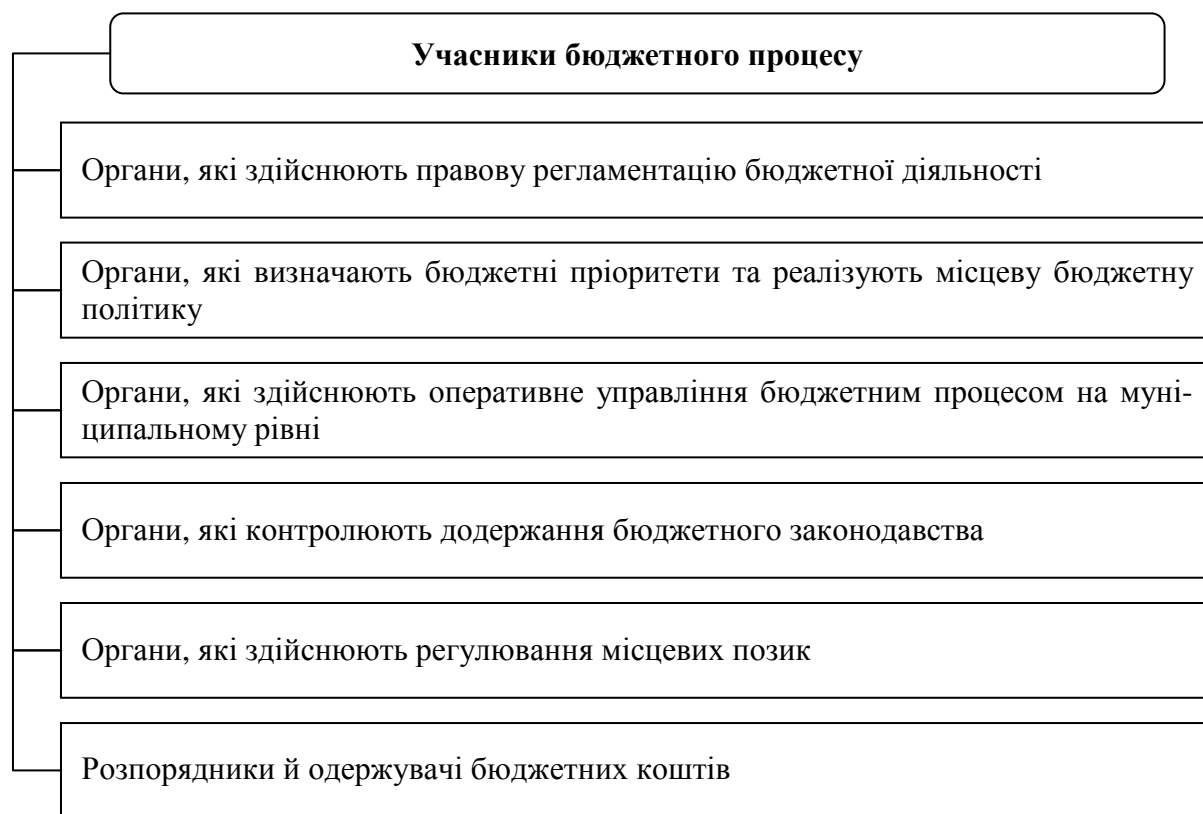 Учасники бюджетного процесу
Органи, які здійснюють правову регламентацію бюджетної діяльності
Органи, які визначають бюджетні пріоритети та реалізують місцеву бюджетну
політику
Органи, які здійснюють оперативне управління бюджетним процесом на муні-
ципальному рівні
Органи, які контролюють додержання бюджетного законодавства
Органи, які здійснюють регулювання місцевих позик
Розпорядники й одержувачі бюджетних коштів